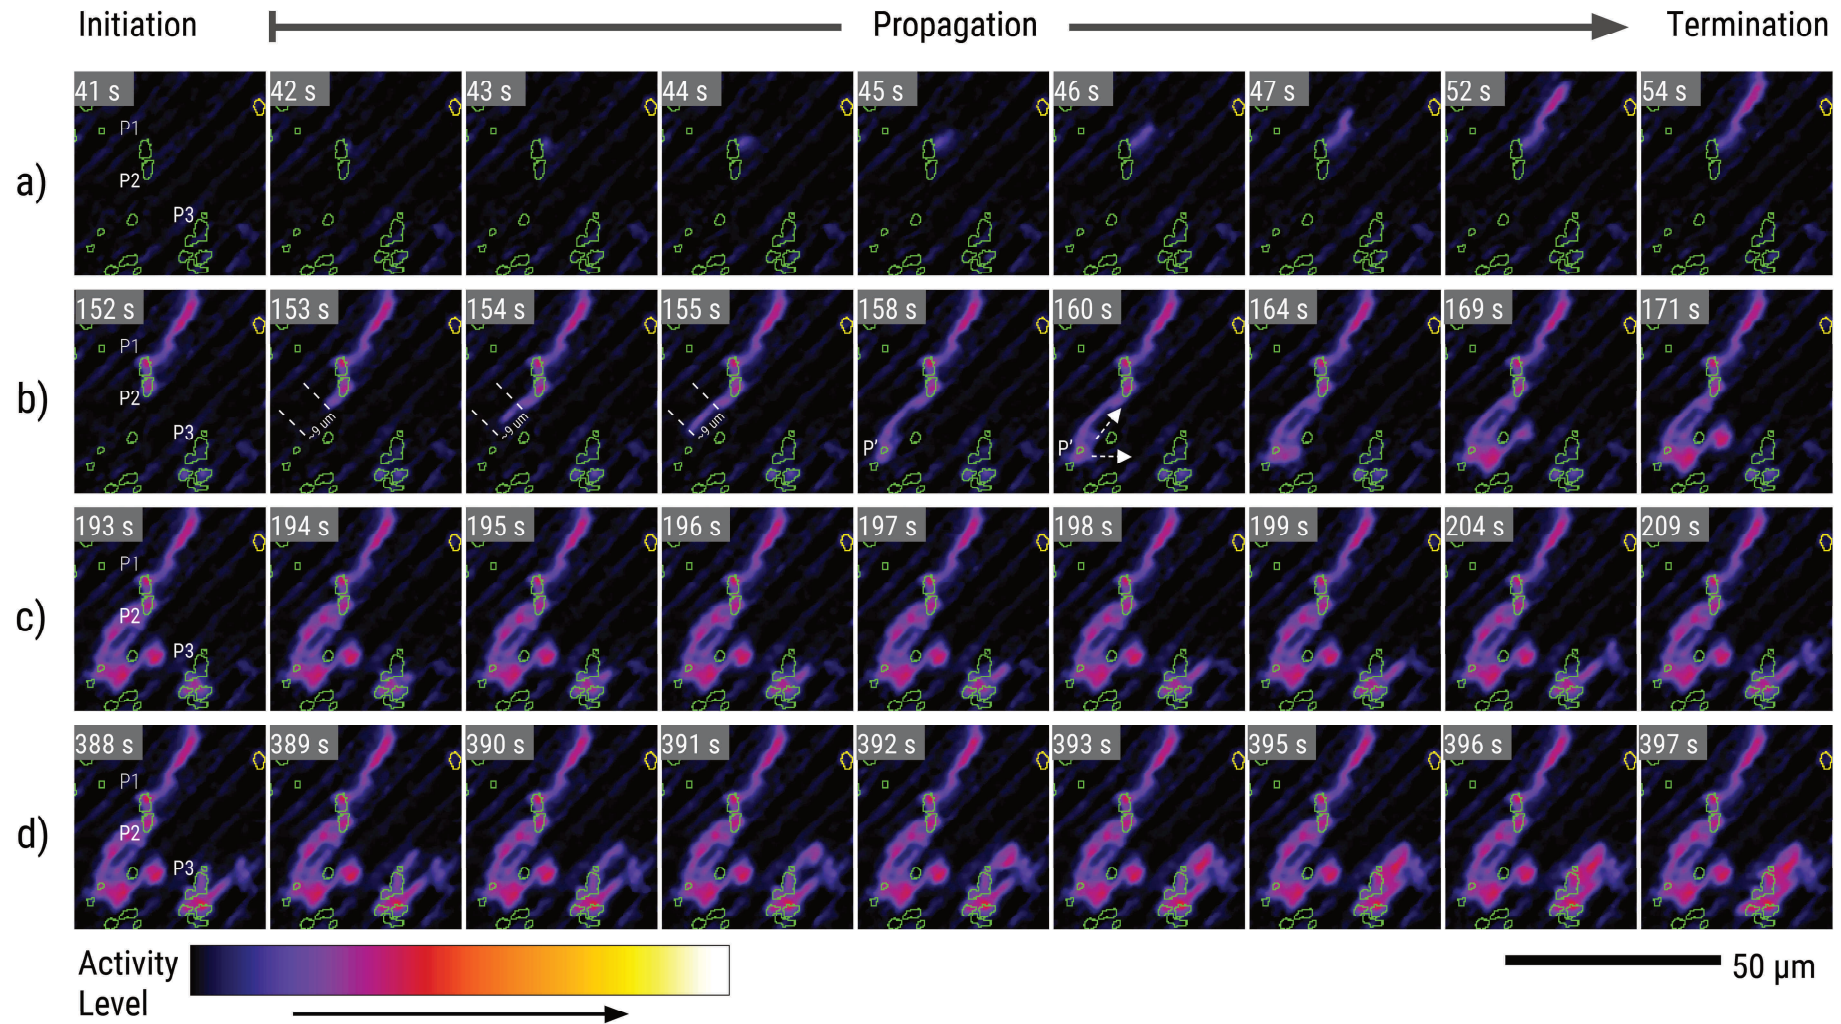 Initiation Propagation Termination
a)
41 s 42 s 43 s 44 s 45 s 46 s 47 s 52 s 54 s
P1
P2
P3
b)
152 s 153 s 154 s 155 s 158 s 160 s 164 s 169 s 171 s
P1
P2
~9 um ~9 um ~9 um
P3 P' P'
c)
193 s 194 s 195 s 196 s 197 s 198 s 199 s 204 s 209 s
P1
P2
P3
d)
388 s 389 s 390 s 391 s 392 s 393 s 395 s 396 s 397 s
P1
P2
P3
Activity
Level
50 μm